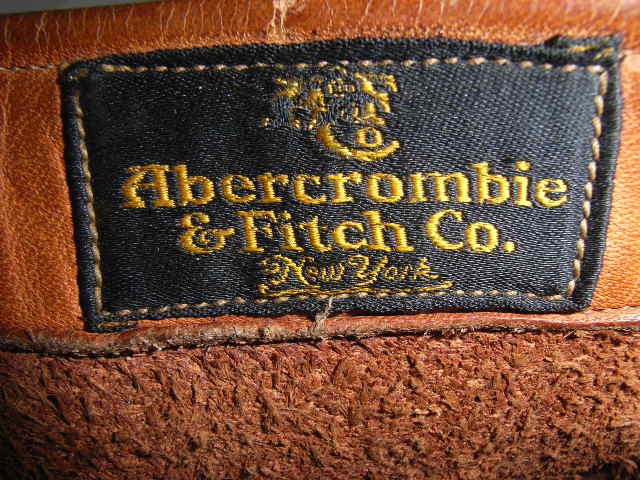 Abercrombie
& Fitch Co.
New York